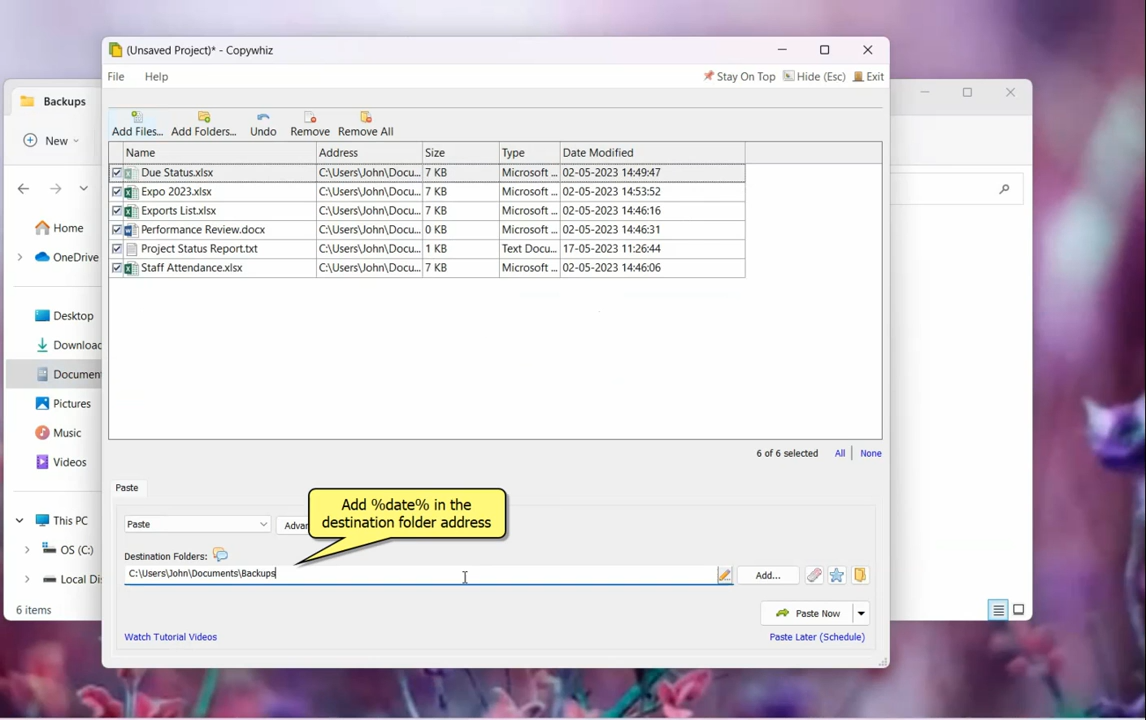 (Unsaved Project)* - Copywhiz
File Help Stay On Top Hide (Esc) Exit
Backups
Add Files... Add Folders... Undo Remove Remove All
New
Name Address Size Type Date Modified
Due Status.xlsx C:\Users\John\Docu... 7 KB Microsoft ... 02-05-2023 14:49:47
Expo 2023.xlsx C:\Users\John\Docu... 7 KB Microsoft ... 02-05-2023 14:53:52
Exports List.xlsx C:\Users\John\Docu... 7 KB Microsoft ... 02-05-2023 14:46:16
Performance Review.docx C:\Users\John\Docu... 0 KB Microsoft ... 02-05-2023 14:46:31
Project Status Report.txt C:\Users\John\Docu... 1 KB Text Docu... 17-05-2023 11:26:44
Staff Attendance.xlsx C:\Users\John\Docu... 7 KB Microsoft ... 02-05-2023 14:46:06
Home
OneDrive
Desktop
Downloac
Document
Pictures
Music
Videos
This PC
OS (C:)
Local Dis
6 items
6 of 6 selected All None
Paste
Add %date% in the
destination folder address
Paste Advan
Destination Folders:
C:\Users\John\Documents\Backups
Add...
Paste Now
Watch Tutorial Videos Paste Later (Schedule)